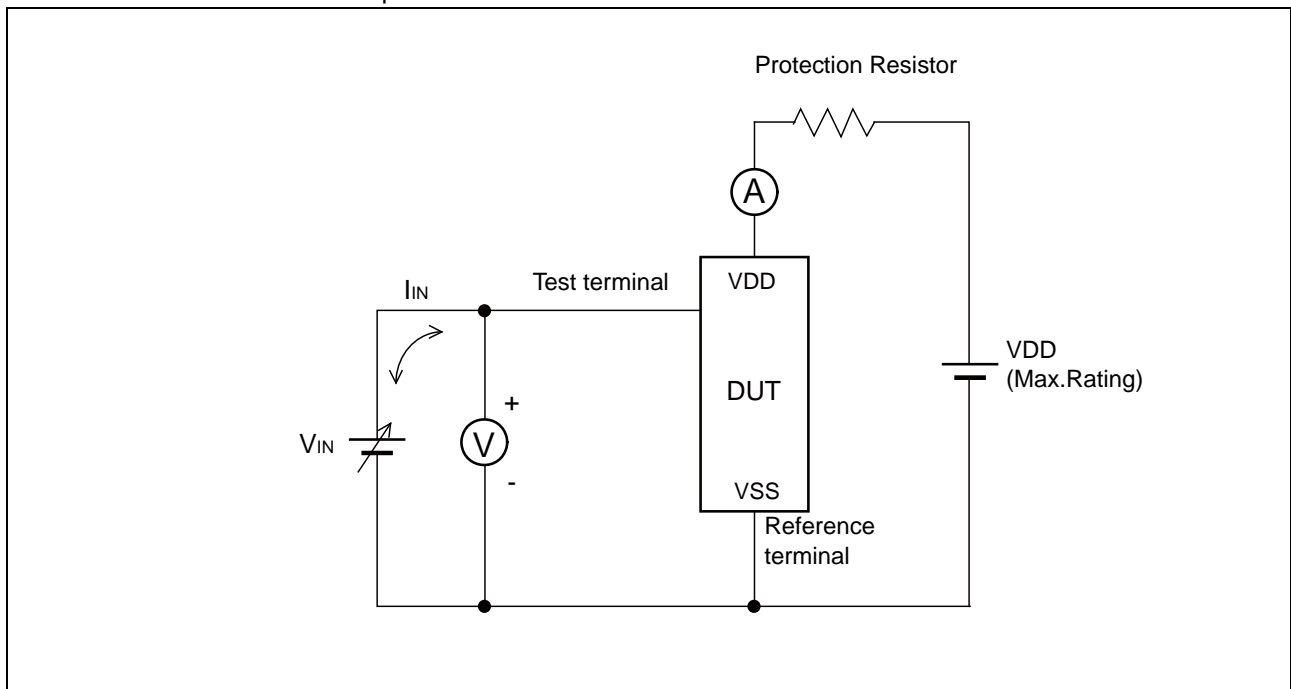 Protection Resistor
A
Test terminal
VDD
IIN
VDD
(Max.Rating)
DUT
+
VIN
V
-
VSS
Reference
terminal